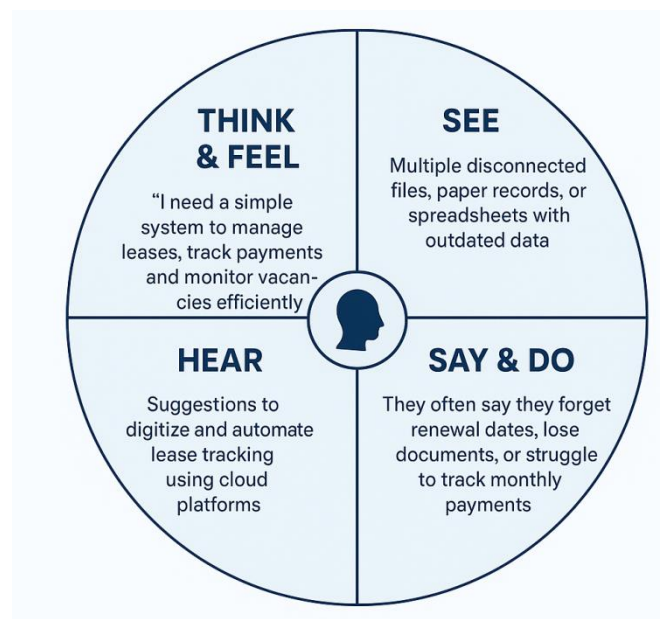 THINK
& FEEL
“I need a simple
system to manage
leases, track payments
and monitor vacan-
cies efficiently
SEE
Multiple disconnected
files, paper records, or
spreadsheets with
outdated data
HEAR
Suggestions to
digitize and automate
lease tracking
using cloud
platforms
SAY & DO
They often say they forget
renewal dates, lose
documents, or struggle
to track monthly
payments